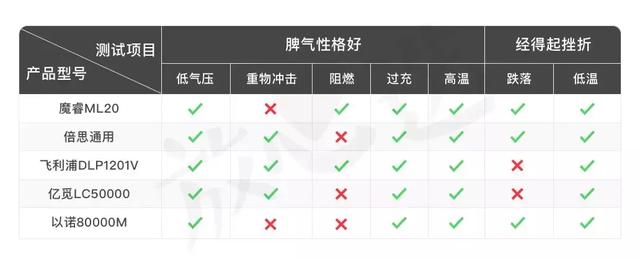 测试项目 脾气性格好 经得起挫折
产品型号 低气压 重物冲击 阻燃 过充 高温 跌落 低温
魔睿ML20 ✓ ✗ ✓ ✓ ✓ ✓ ✓
倍思通用 ✓ ✓ ✗ ✓ ✓ ✓ ✓
飞利浦DLP1201V ✓ ✓ ✓ ✓ ✓ ✗ ✓
亿觅LC50000 ✓ ✓ ✗ ✓ ✓ ✗ ✓
以诺80000M ✓ ✗ ✗ ✓ ✓ ✓ ✓
放心选